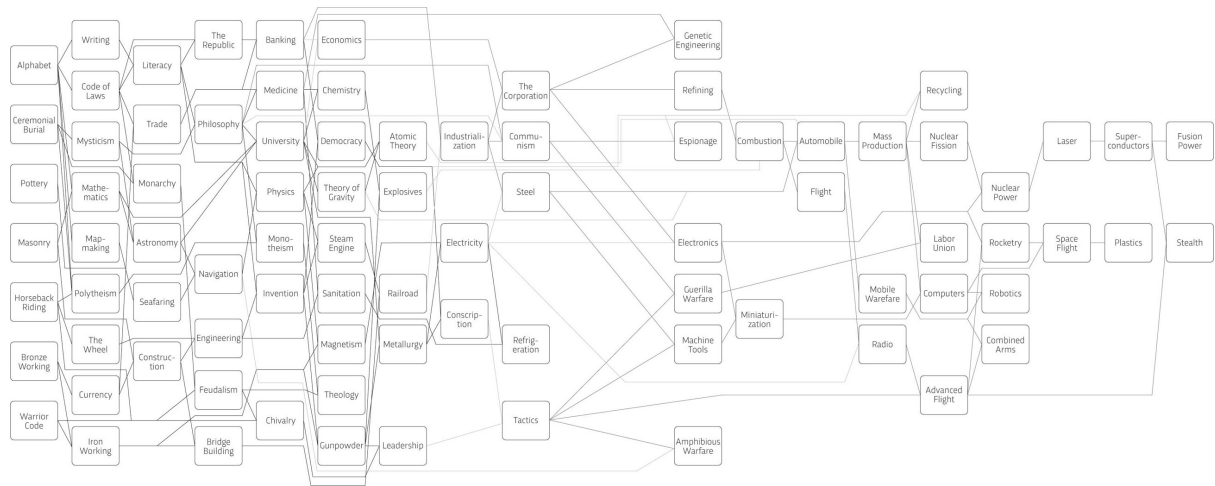 Alphabet
Ceremonial
Burial
Pottery
Masonry
Horseback
Riding
Bronze
Working
Warrior
Code
Writing
Code of
Laws
Mysticism
Mathe-
matics
Map-
making
Polytheism
The
Wheel
Currency
Iron
Working
Literacy
Trade
Monarchy
Astronomy
Seafaring
Construc-
tion
The
Republic
Philosophy
Navigation
Engineering
Feudalism
Bridge
Building
Banking
Medicine
University
Physics
Mono-
theism
Invention
Chivalry
Economics
Chemistry
Democracy
Theory of
Gravity
Steam
Engine
Sanitation
Magnetism
Theology
Gunpowder
Atomic
Theory
Explosives
Railroad
Metallurgy
Leadership
Industriali-
zation
Electricity
Conscrip-
tion
The
Corporation
Commu-
nism
Steel
Refrig-
eration
Tactics
Genetic
Engineering
Refining
Espionage
Electronics
Guerilla
Warfare
Machine
Tools
Amphibious
Warfare
Combustion
Miniaturi-
zation
Automobile
Flight
Mass
Production
Mobile
Warefare
Radio
Recycling
Nuclear
Fission
Labor
Union
Computers
Advanced
Flight
Nuclear
Power
Rocketry
Robotics
Combined
Arms
Laser
Space
Flight
Super-
conductors
Plastics
Fusion
Power
Stealth